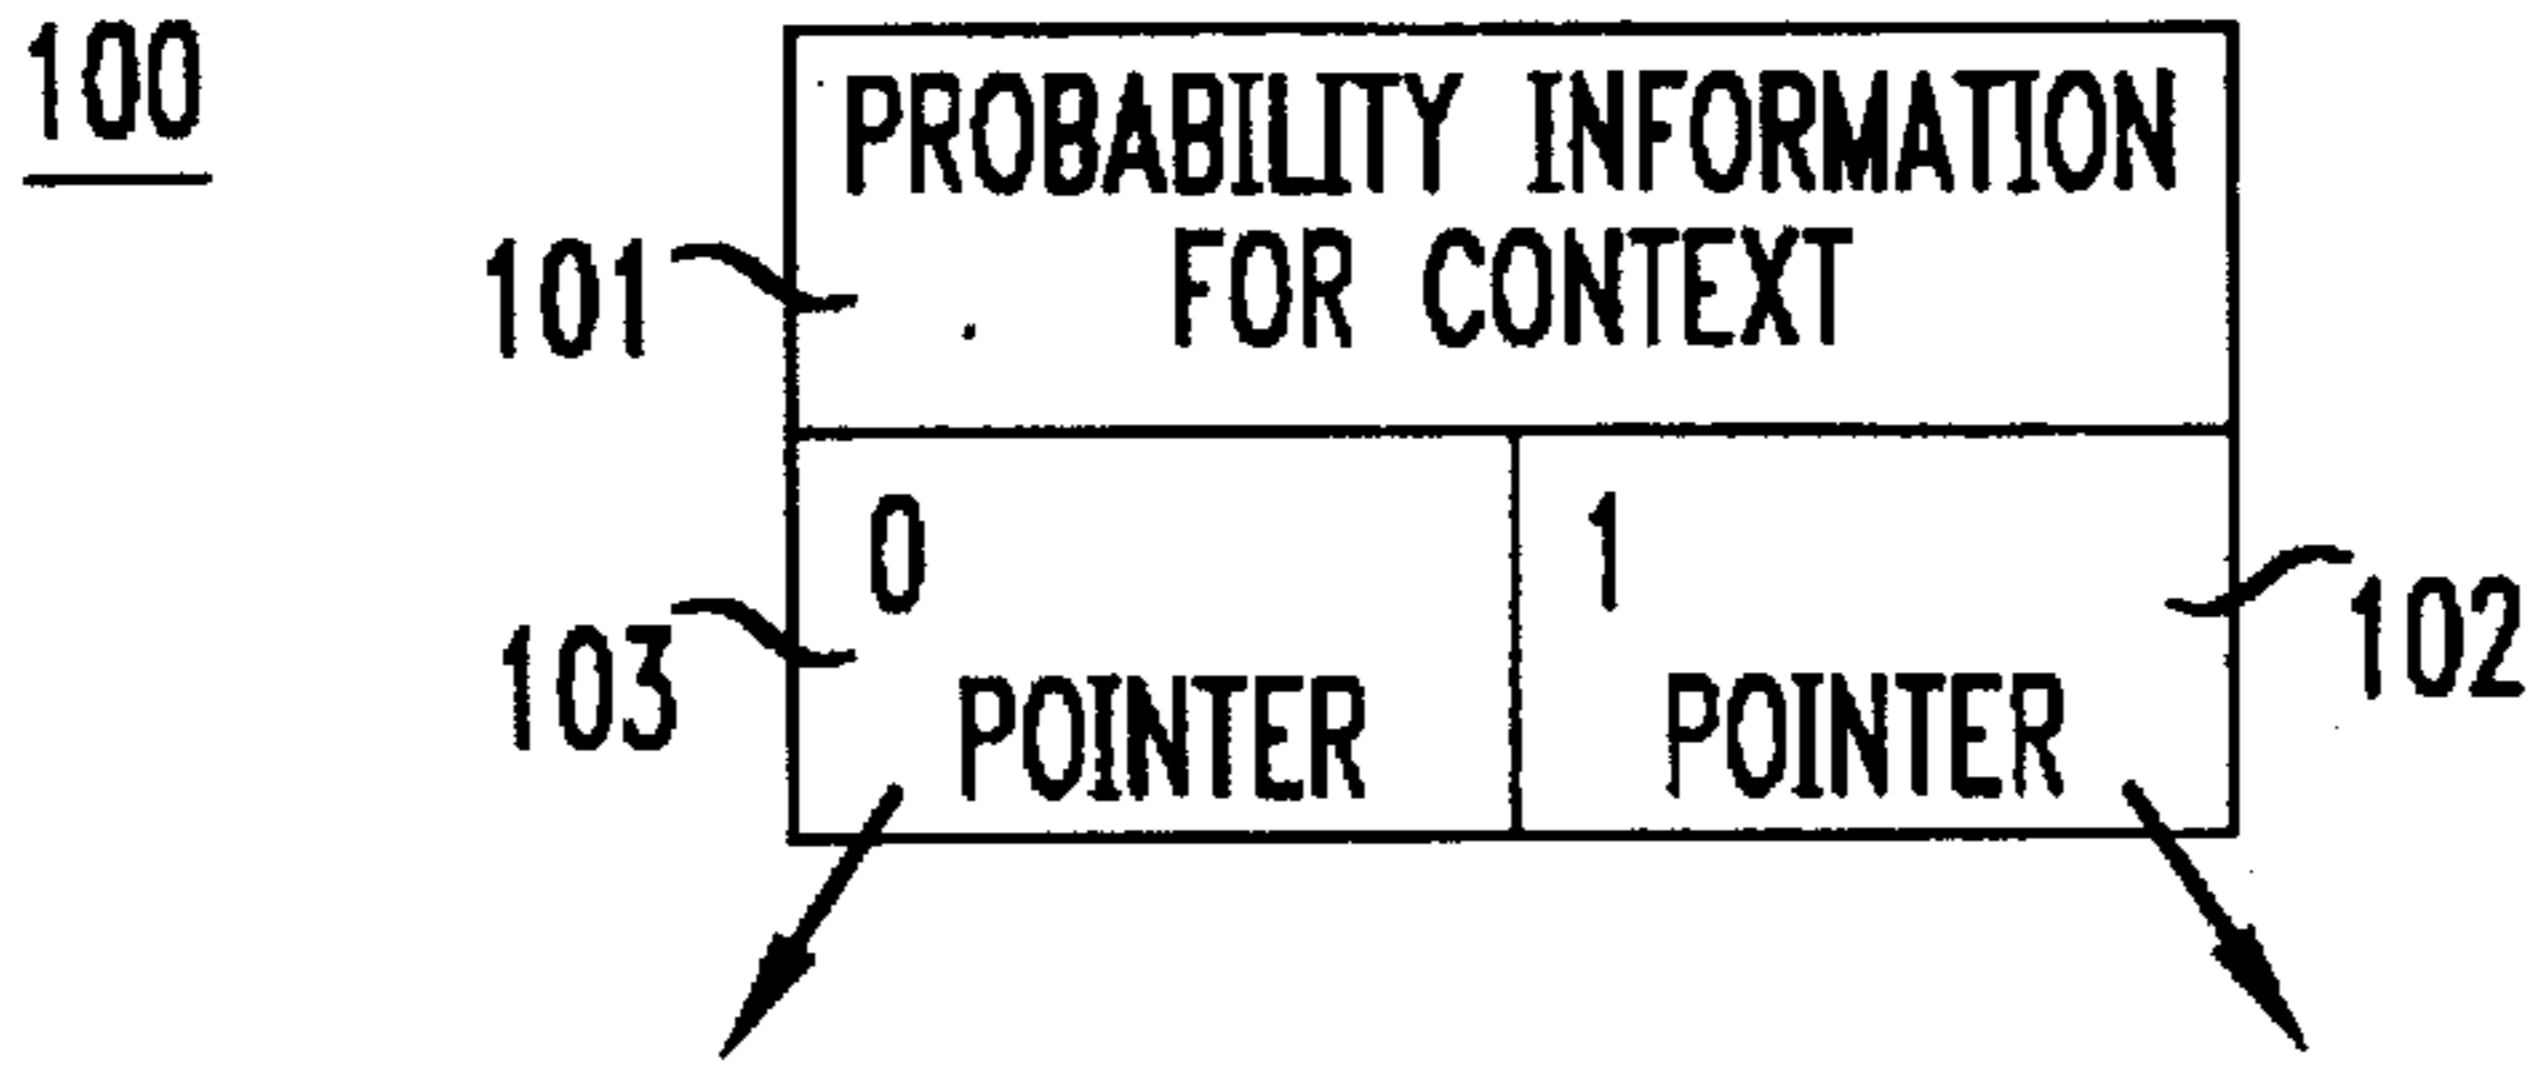 100
PROBABILITY INFORMATION
FOR CONTEXT
101
0
1
103
102
POINTER
POINTER